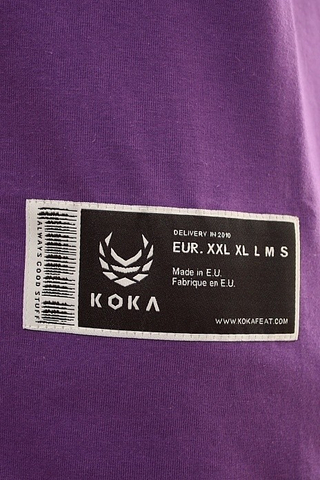 ALWAYS GOOD STUFF!
KOKA
DELIVERY IN 2010
EUR. XXL XL L M S
Made in E.U.
Fabrique en E.U.
WWW.KOKAFEAT.COM